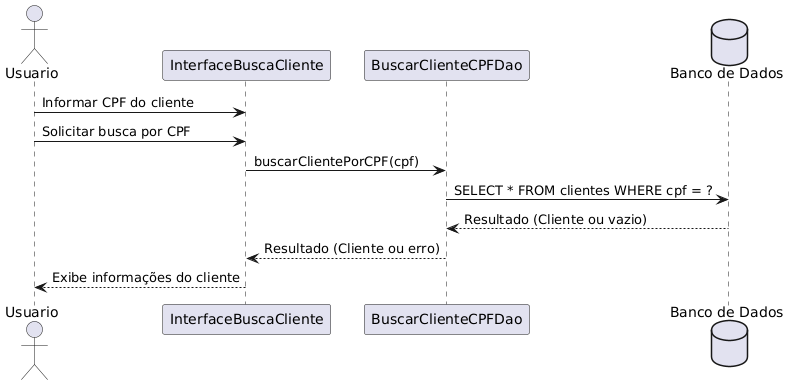 Usuario
InterfaceBuscaCliente
BuscarClienteCPFDao
Banco de Dados
Informar CPF do cliente
Solicitar busca por CPF
buscarClientePorCPF(cpf)
SELECT * FROM clientes WHERE cpf = ?
Resultado (Cliente ou vazio)
Resultado (Cliente ou erro)
Exibe informações do cliente
Usuario
InterfaceBuscaCliente
BuscarClienteCPFDao
Banco de Dados